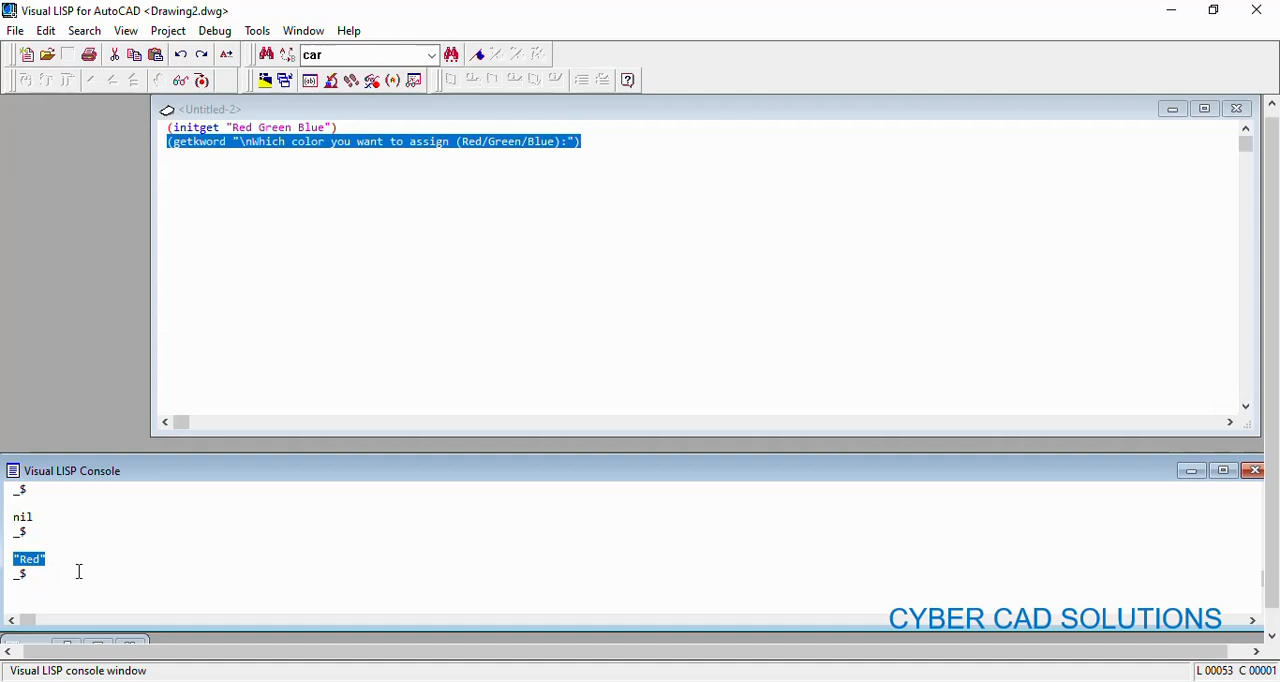 Visual LISP for AutoCAD <Drawing2.dwg>
File Edit Search View Project Debug Tools Window Help
car
<Untitled-2>
(initget "Red Green Blue")
(getkword "\nWhich color you want to assign (Red/Green/Blue):")
Visual LISP Console
_$
nil
_$
"Red"
_$
CYBER CAD SOLUTIONS
Visual LISP console window
L 00053 C 00001